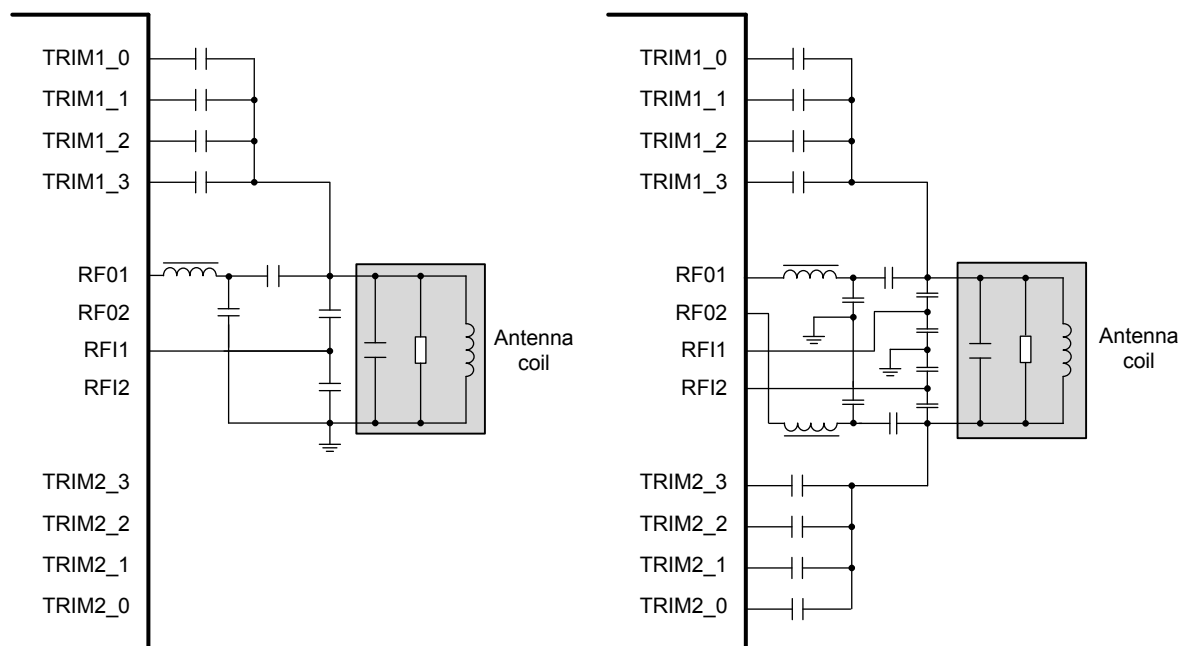 TRIM1_0
TRIM1_1
TRIM1_2
TRIM1_3
RF01
RF02
RFI1
RFI2
TRIM2_3
TRIM2_2
TRIM2_1
TRIM2_0
Antenna
coil
TRIM1_0
TRIM1_1
TRIM1_2
TRIM1_3
RF01
RF02
RFI1
RFI2
TRIM2_3
TRIM2_2
TRIM2_1
TRIM2_0
Antenna
coil